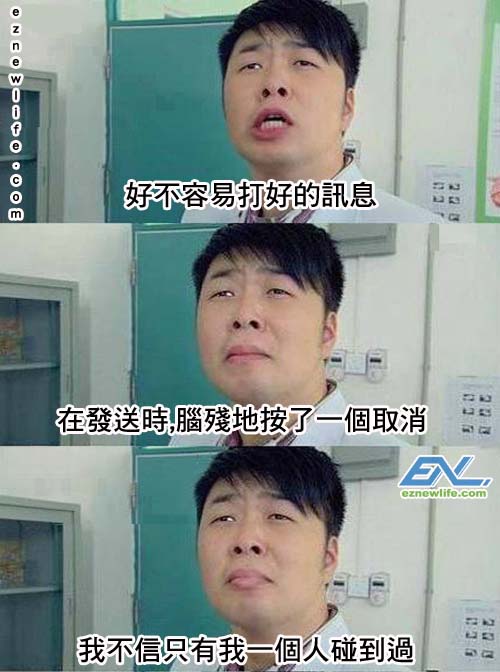 eznewlife.com
好不容易打好的訊息
在發送時,腦殘地按了一個取消
ENL
eznewlife.com
我不信只有我一個人碰到過